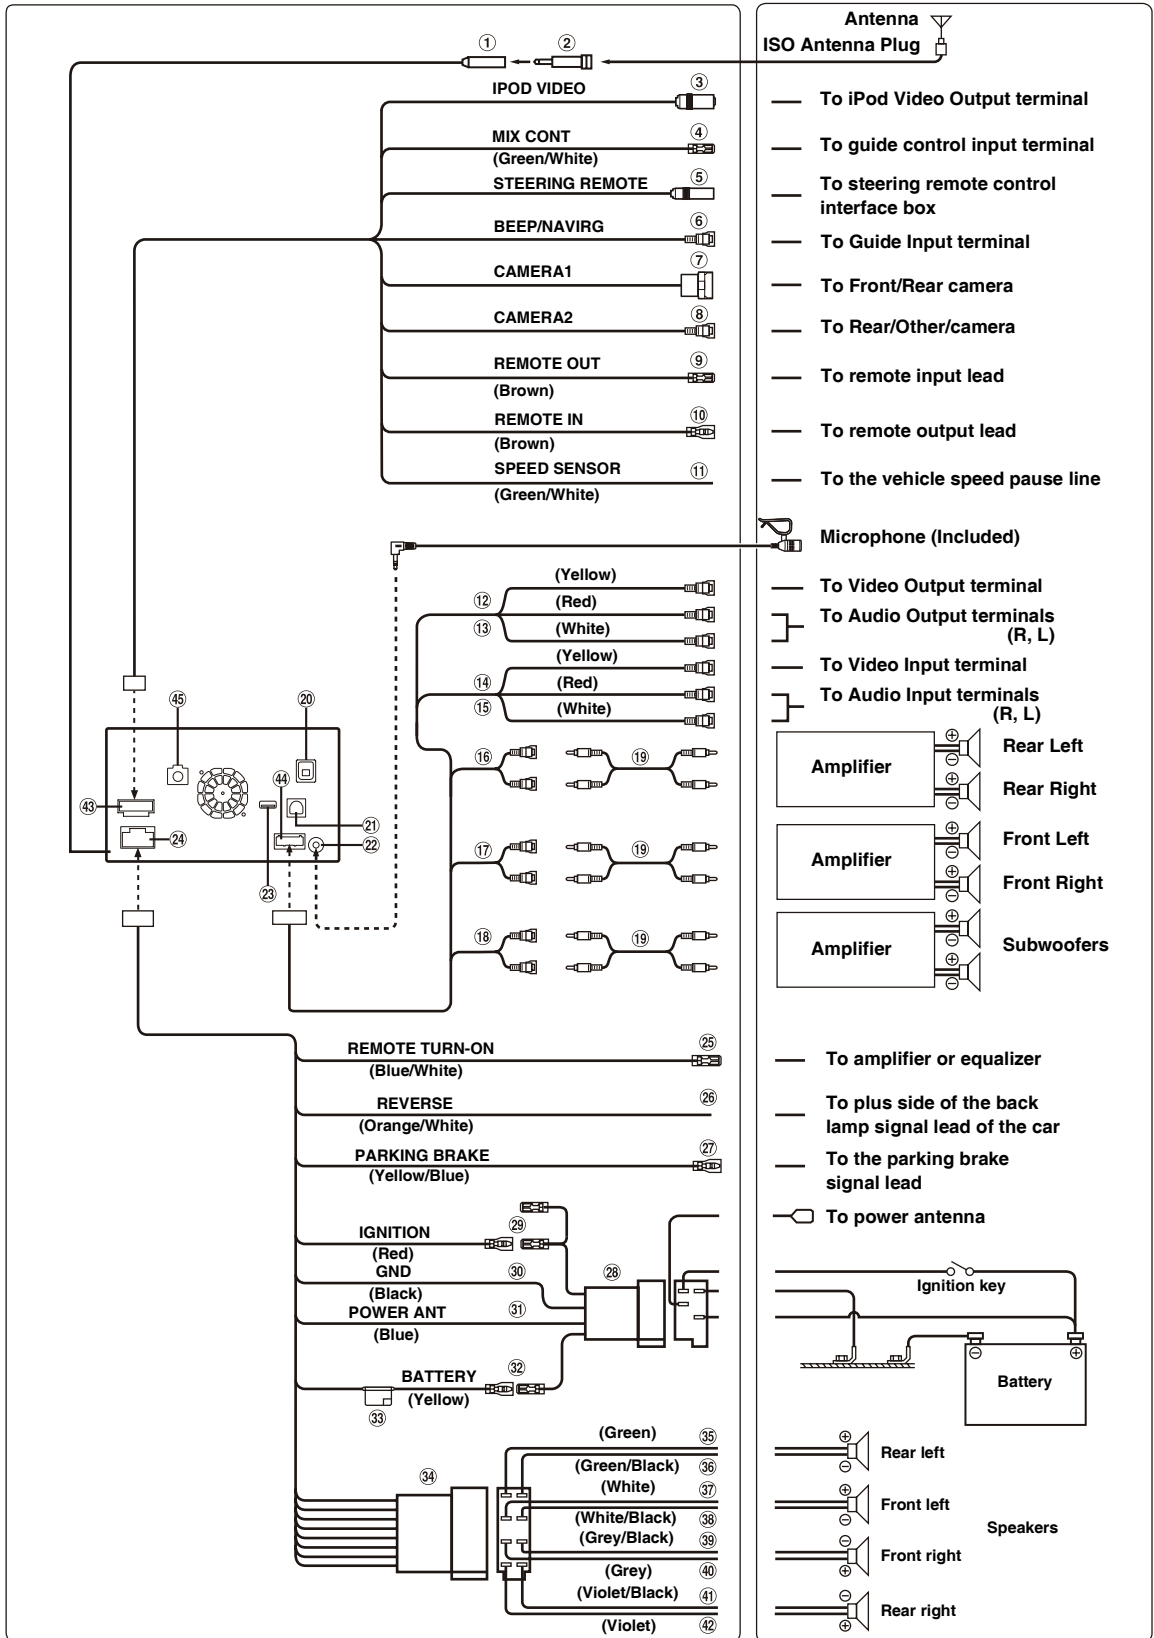 Antenna
ISO Antenna Plug
① ②
IPOD VIDEO ③ To iPod Video Output terminal
MIX CONT ④ To guide control input terminal
(Green/White)
STEERING REMOTE ⑤ To steering remote control
interface box
BEEP/NAVIRG ⑥ To Guide Input terminal
CAMERA1 ⑦ To Front/Rear camera
CAMERA2 ⑧ To Rear/Other/camera
REMOTE OUT ⑨ To remote input lead
(Brown)
REMOTE IN ⑩ To remote output lead
(Brown)
SPEED SENSOR ⑪ To the vehicle speed pause line
(Green/White)
Microphone (Included)
(Yellow) To Video Output terminal
⑫ (Red) To Audio Output terminals
⑬ (White) (R, L)
(Yellow) To Video Input terminal
⑭ (Red) To Audio Input terminals
⑮ (White) (R, L)
㊺ ⑳
⑯ ⑲ Amplifier ⊕ Rear Left
⊖
⊕ Rear Right
⊖
㊹
㊸ ㉔ ㉑
㉒
㉓
⑰ ⑲ Amplifier ⊕ Front Left
⊖
⊕ Front Right
⊖
⑱ ⑲ Amplifier ⊕ Subwoofers
⊖
⊕
⊖
REMOTE TURN-ON ㉕ To amplifier or equalizer
(Blue/White)
REVERSE ㉖ To plus side of the back
(Orange/White) lamp signal lead of the car
PARKING BRAKE ㉗ To the parking brake
(Yellow/Blue) signal lead
To power antenna
IGNITION ㉙
(Red)
GND ㉚ ㉘ Ignition key
(Black)
POWER ANT ㉛
(Blue)
⊖ ⊕
Battery
BATTERY ㉜
(Yellow)
㉝
(Green) ㉟ ⊕ Rear left
(Green/Black) ㊱ ⊖
㉞
(White) ㊲ ⊕ Front left
(White/Black) ㊳ ⊖
Speakers
(Grey/Black) ㊴ ⊖ Front right
(Grey) ㊵ ⊕
(Violet/Black) ㊶ ⊖ Rear right
(Violet) ㊷ ⊕